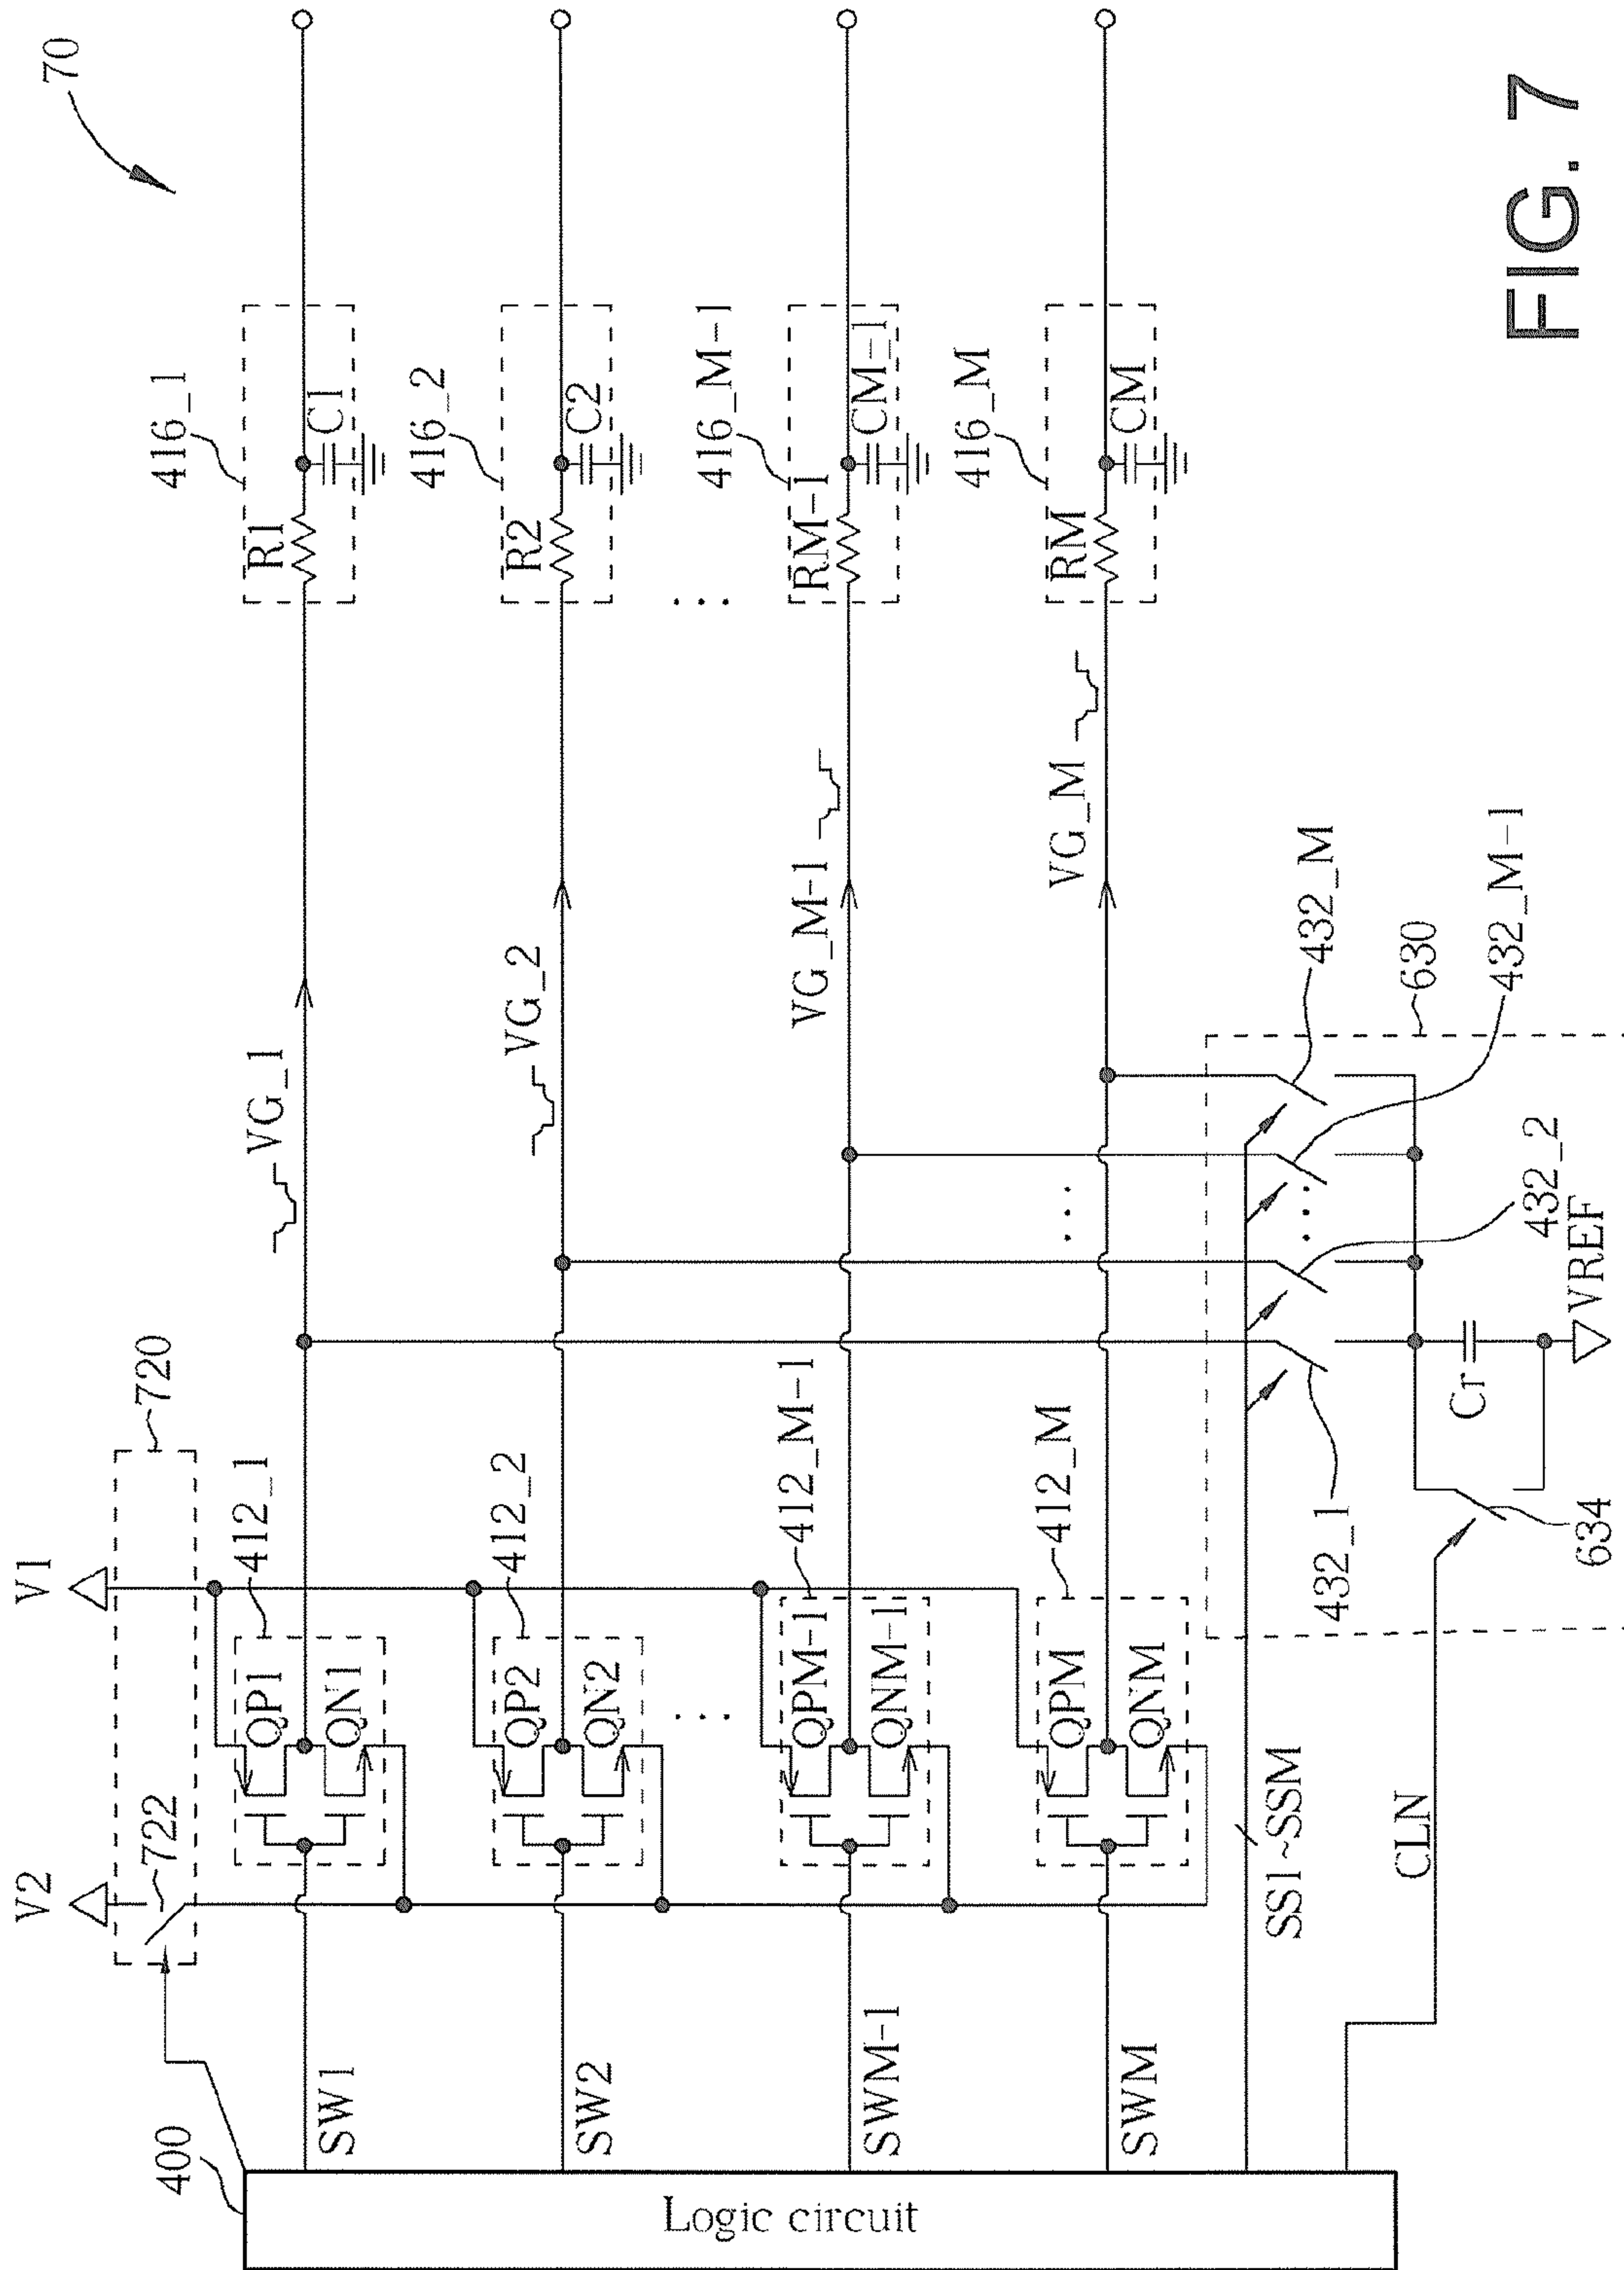 70
V2
V1
722
720
400
SW1
412_1
QP1
QN1
VG_1
416_1
R1
C1
SW2
412_2
QP2
QN2
VG_2
416_2
R2
C2
...
...
SWM-1
412_M-1
QPM-1
QNM-1
VG_M-1
416_M-1
RM-1
CM-1
SWM
412_M
QPM
QNM
VG_M
416_M
RM
CM
Logic circuit
...
SS1~SSM
CLN
432_1
432_2
...
432_M-1
432_M
630
634
Cr
VREF
FIG. 7